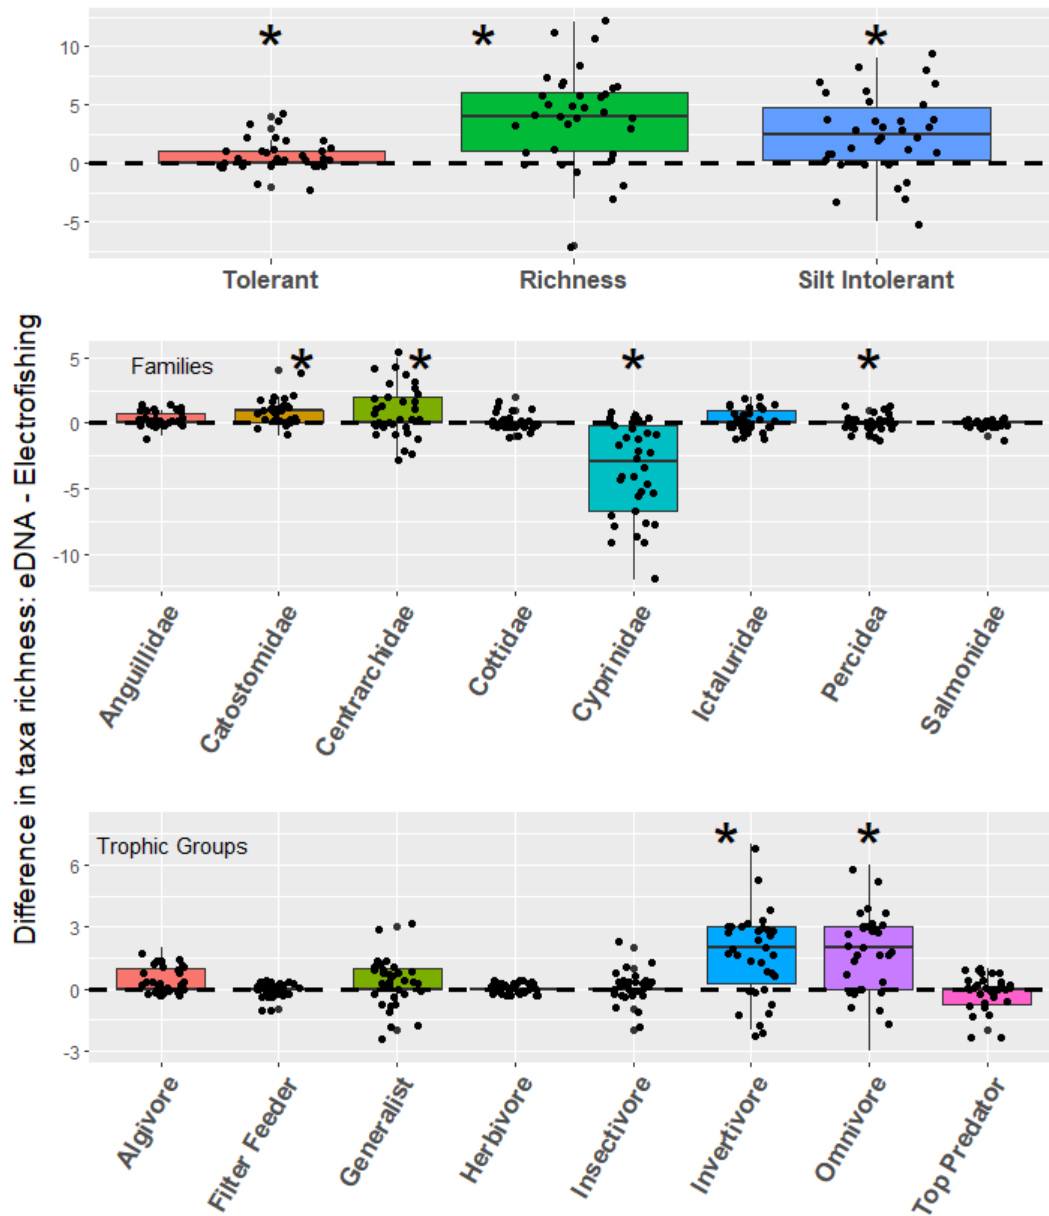 Difference in taxa richness: eDNA - Electrofishing
10
5
0
-5
* * *
Tolerant Richness Silt Intolerant
Families
5
0
-5
-10
* * * *
Anguillidae Catostomidae Centrarchidae Cottidae Cyprinidae Ictaluridae Percidea Salmonidae
Trophic Groups
6
3
0
-3
* *
Algivore Filter Feeder Generalist Herbivore Insectivore Invertivore Omnivore Top Predator